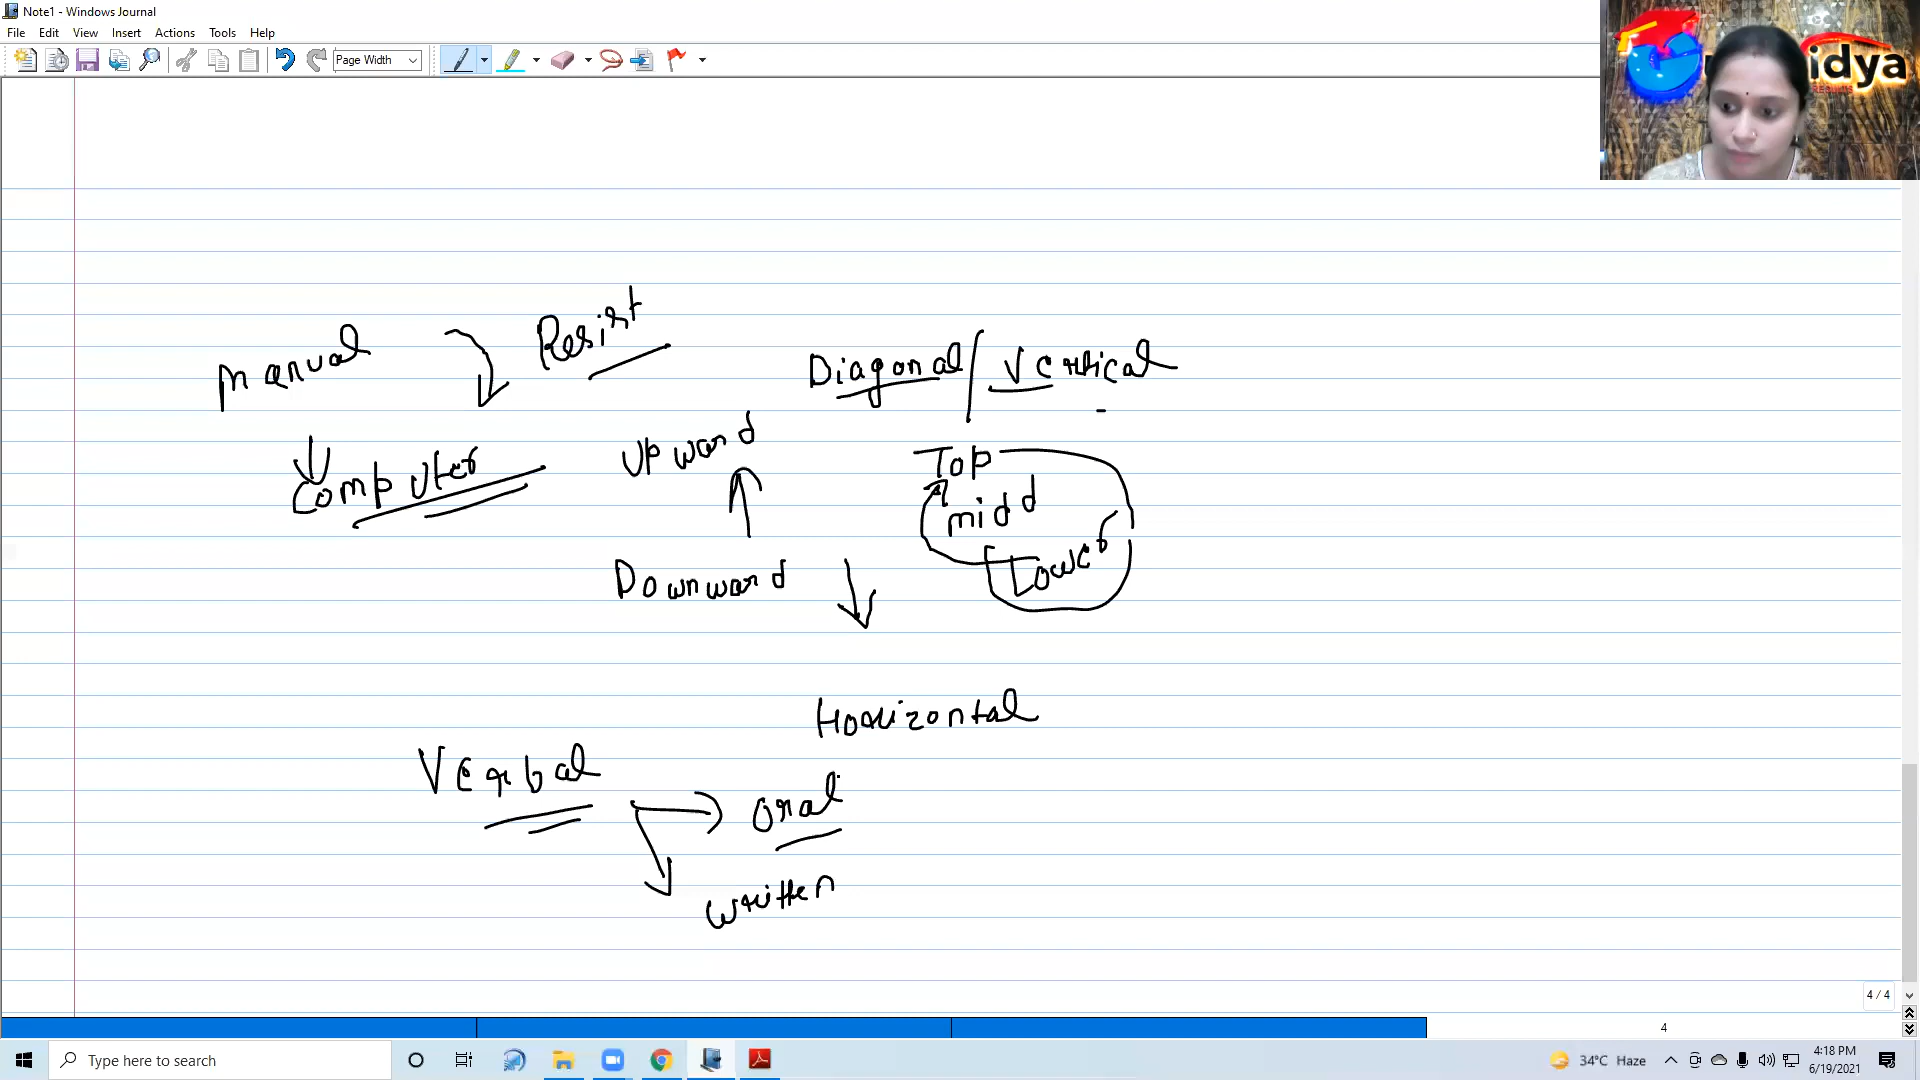 Note1 - Windows Journal
File Edit View Insert Actions Tools Help
Page Width
idya
Manual
Resist
Diagonal / Vertical
Computer
Upward
Top
midd
Lower
Downward
Horizontal
Verbal
oral
written
4 / 4
4
Type here to search
34°C Haze
4:18 PM
6/19/2021